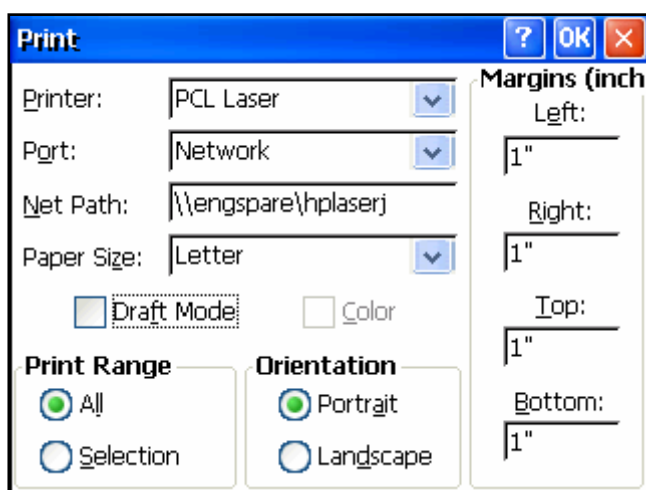 Print ? OK
Printer: PCL Laser
Port: Network
Net Path: \\engspare\hplaserj
Paper Size: Letter
Draft Mode Color
Print Range
All
Selection
Orientation
Portrait
Landscape
Margins (inch
Left:
1"
Right:
1"
Top:
1"
Bottom:
1"